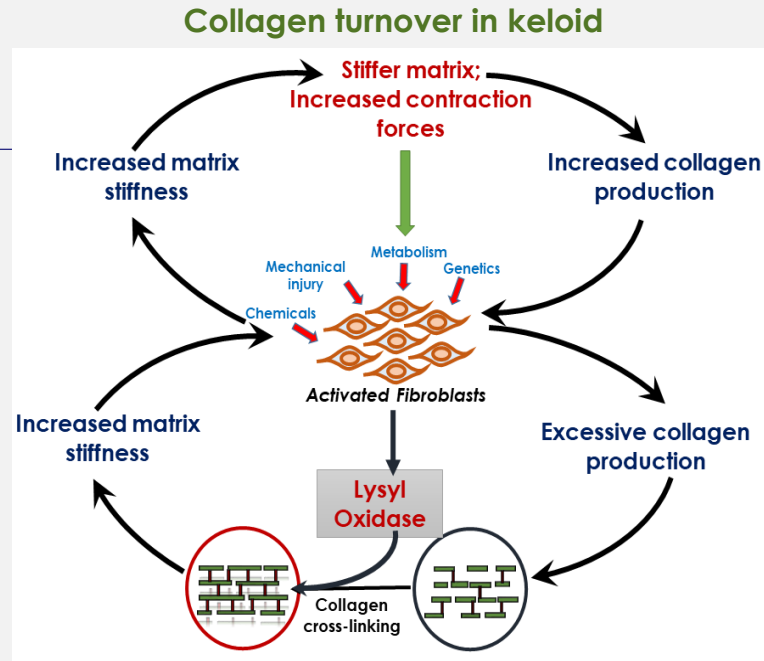 Collagen turnover in keloid
Stiffer matrix;
Increased contraction
forces
Increased matrix
stiffness
Increased collagen
production
Metabolism
Mechanical
injury
Genetics
Chemicals
Activated Fibroblasts
Increased matrix
stiffness
Excessive collagen
production
Lysyl
Oxidase
Collagen
cross-linking